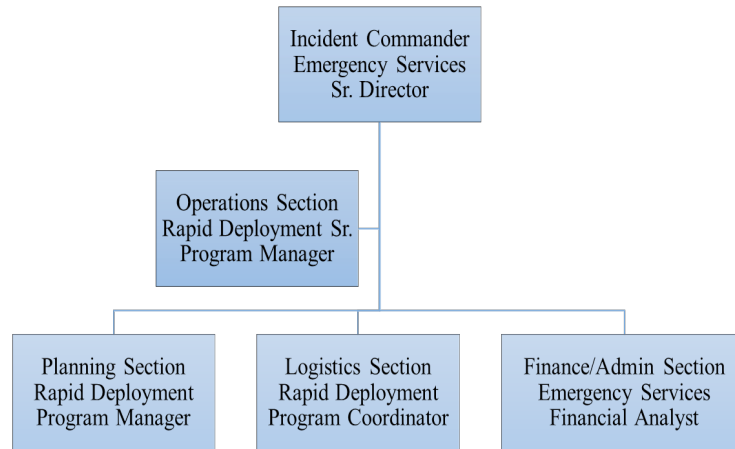 Incident Commander
Emergency Services
Sr. Director
Operations Section
Rapid Deployment Sr.
Program Manager
Planning Section
Rapid Deployment
Program Manager
Logistics Section
Rapid Deployment
Program Coordinator
Finance/Admin Section
Emergency Services
Financial Analyst